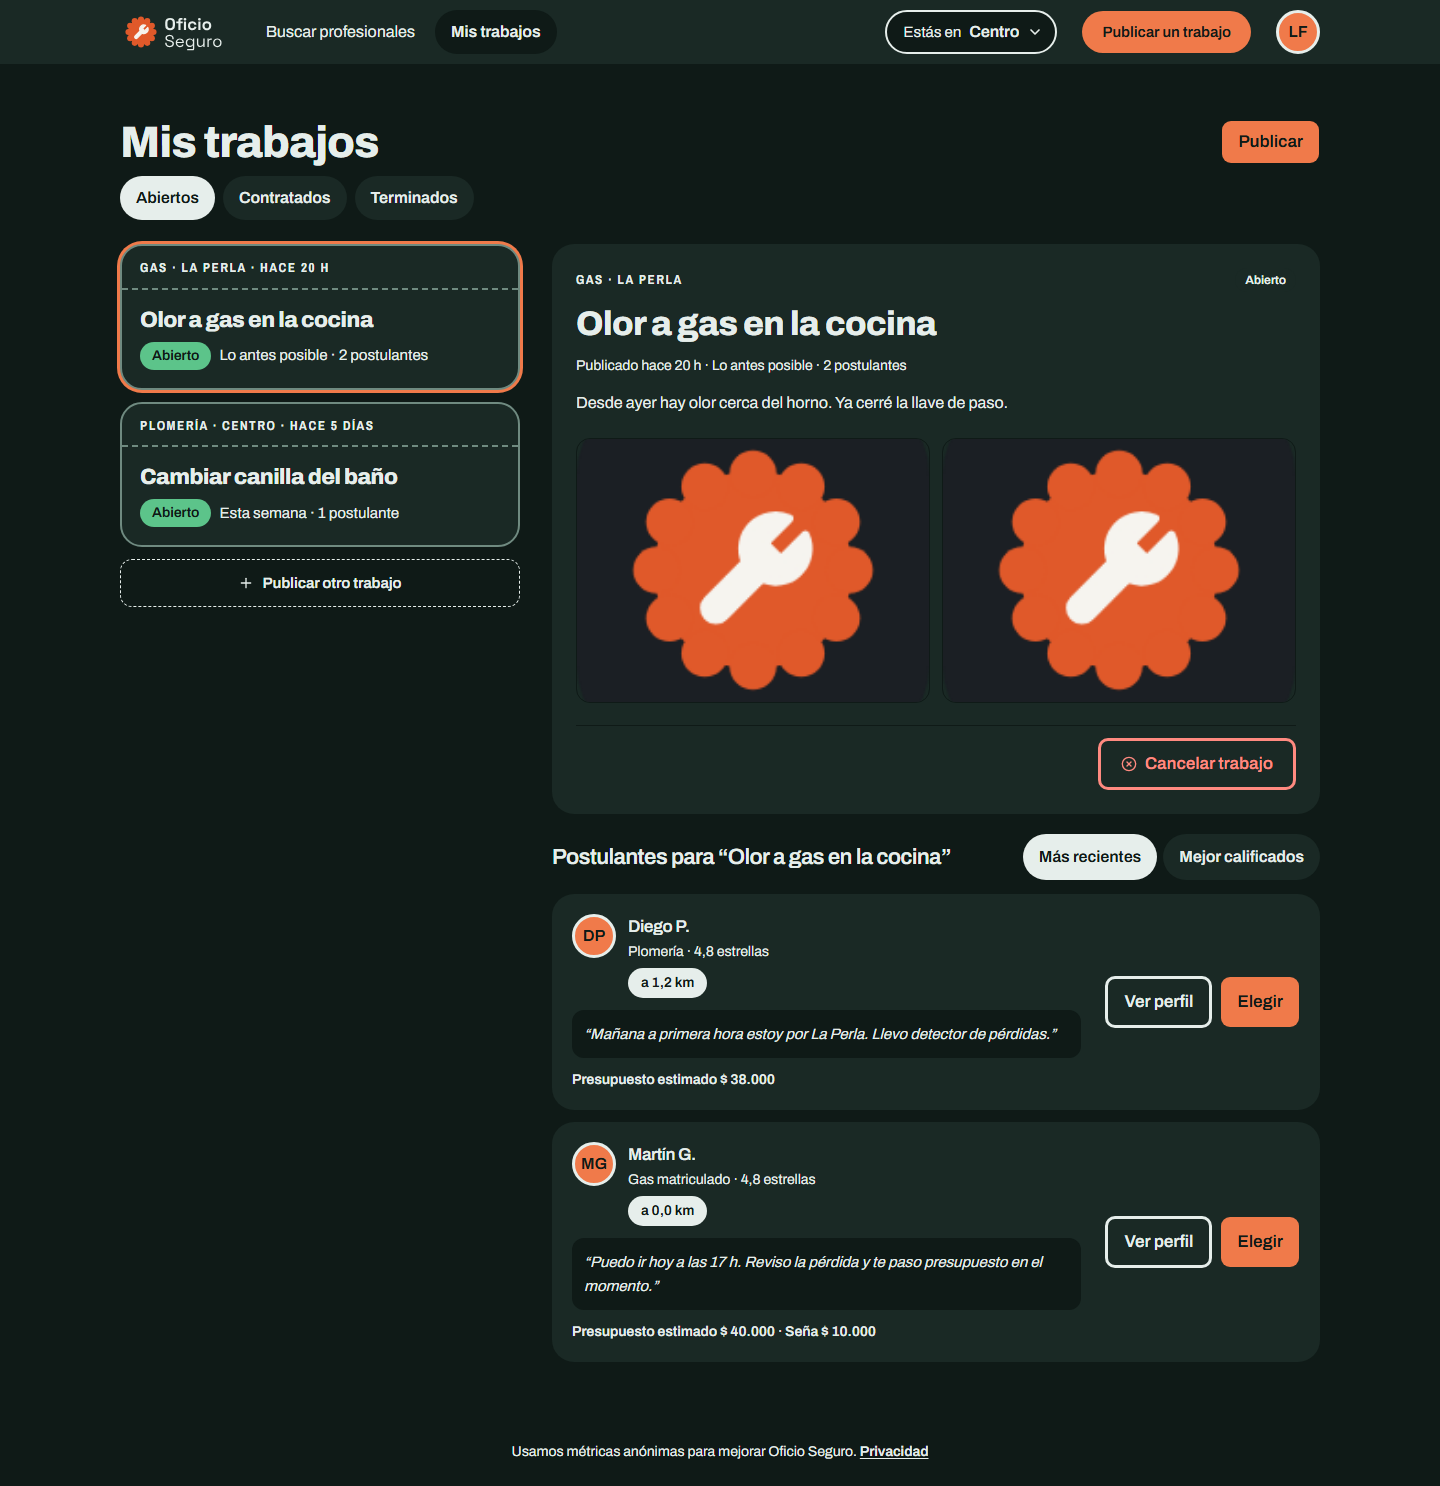 Oficio
Seguro
Buscar profesionales
Mis trabajos
Estás en Centro
Publicar un trabajo
LF
Mis trabajos
Publicar
Abiertos
Contratados
Terminados
GAS · LA PERLA · HACE 20 H
Olor a gas en la cocina
Abierto
Lo antes posible · 2 postulantes
PLOMERÍA · CENTRO · HACE 5 DÍAS
Cambiar canilla del baño
Abierto
Esta semana · 1 postulante
+ Publicar otro trabajo
GAS · LA PERLA
Abierto
Olor a gas en la cocina
Publicado hace 20 h · Lo antes posible · 2 postulantes
Desde ayer hay olor cerca del horno. Ya cerré la llave de paso.
Cancelar trabajo
Postulantes para “Olor a gas en la cocina”
Más recientes
Mejor calificados
DP
Diego P.
Plomería · 4,8 estrellas
a 1,2 km
“Mañana a primera hora estoy por La Perla. Llevo detector de pérdidas.”
Presupuesto estimado $ 38.000
Ver perfil
Elegir
MG
Martín G.
Gas matriculado · 4,8 estrellas
a 0,0 km
“Puedo ir hoy a las 17 h. Reviso la pérdida y te paso presupuesto en el
momento.”
Presupuesto estimado $ 40.000 · Seña $ 10.000
Ver perfil
Elegir
Usamos métricas anónimas para mejorar Oficio Seguro. Privacidad